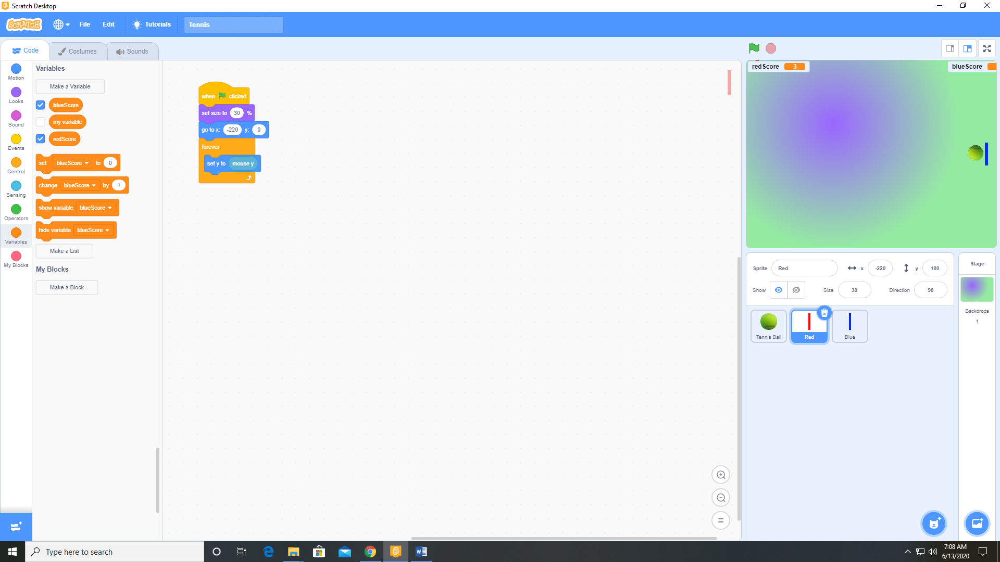 Scratch Desktop
SCRATCH
File
Edit
Tutorials
Tennis
Code
Costumes
Sounds
Motion
Looks
Sound
Events
Control
Sensing
Operators
Variables
My Blocks
Variables
Make a Variable
blueScore
my variable
redScore
set blueScore to 0
change blueScore by 1
show variable blueScore
hide variable blueScore
Make a List
My Blocks
Make a Block
when clicked
set size to 30 %
go to x: -220 y: 0
forever
set y to mouse y
redScore 3
blueScore
Sprite Red x -220 y 180
Show Size 30 Direction 90
Tennis Ball
Red
Blue
Stage
Backdrops
1
Type here to search
7:08 AM
6/13/2020